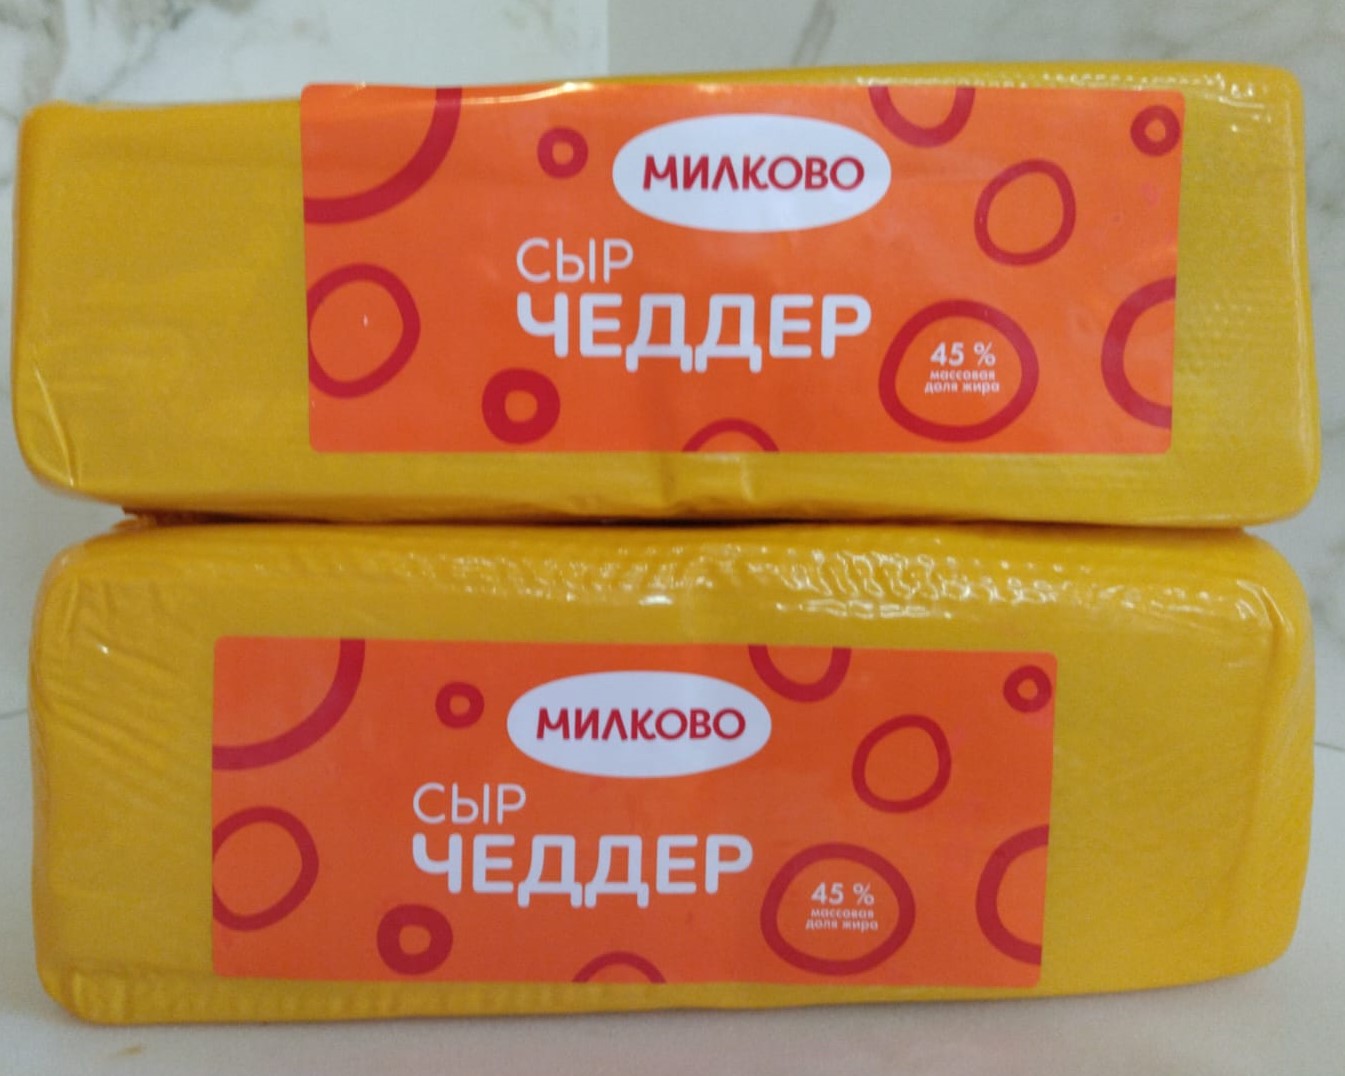 МИЛКОВО
СЫР
ЧЕДДЕР
45 %
массовая
доля жира
МИЛКОВО
СЫР
ЧЕДДЕР
45 %
массовая
доля жира